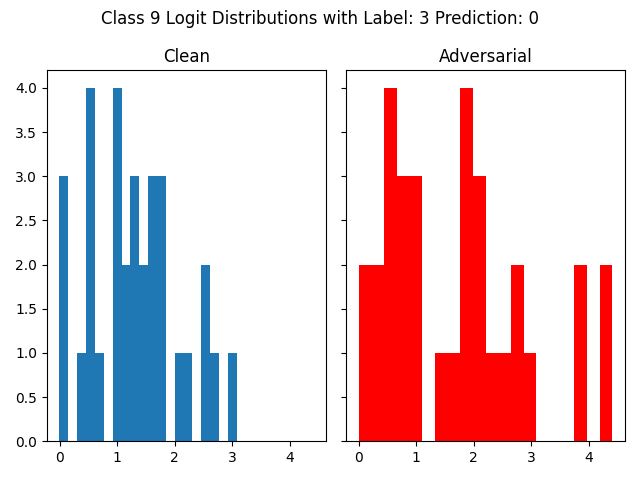 Class 9 Logit Distributions with Label: 3 Prediction: 0
Clean
Adversarial
4.0
3.5
3.0
2.5
2.0
1.5
1.0
0.5
0.0
0 1 2 3 4
0 1 2 3 4